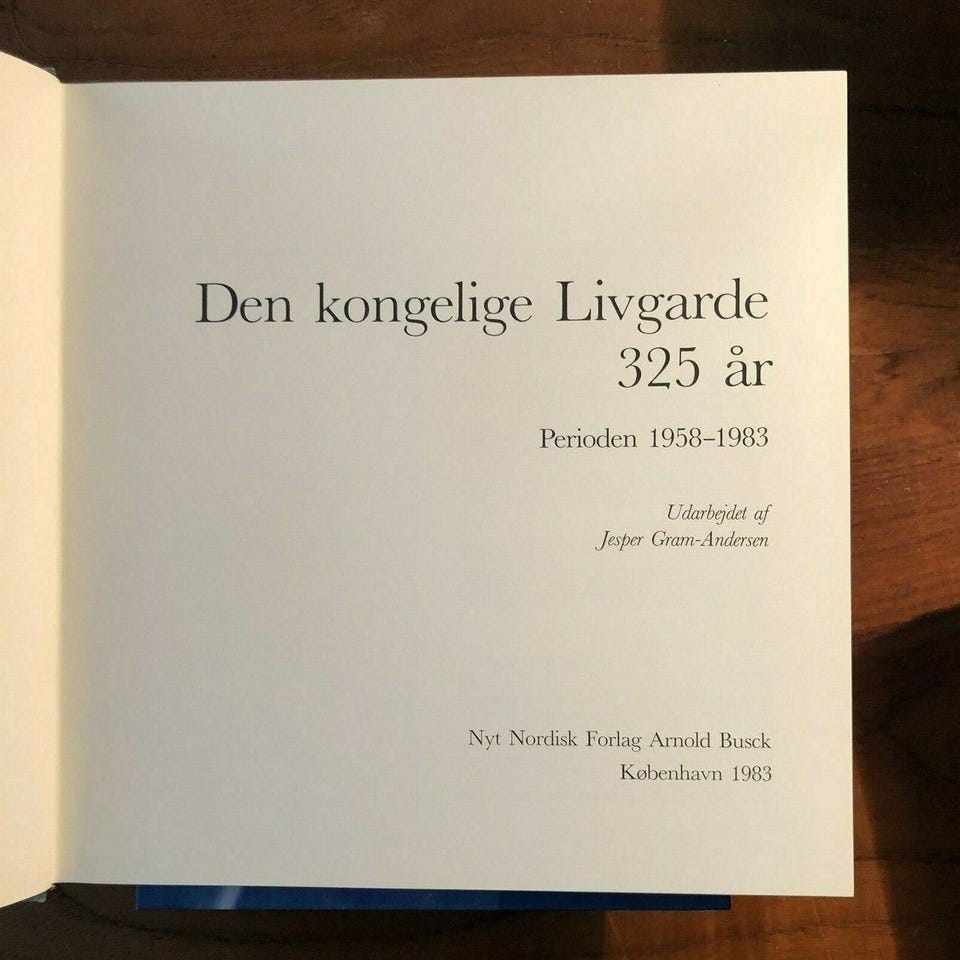 Den kongelige Livgarde
325 år
Perioden 1958–1983
Udarbejdet af
Jesper Gram-Andersen
Nyt Nordisk Forlag Arnold Busck
København 1983